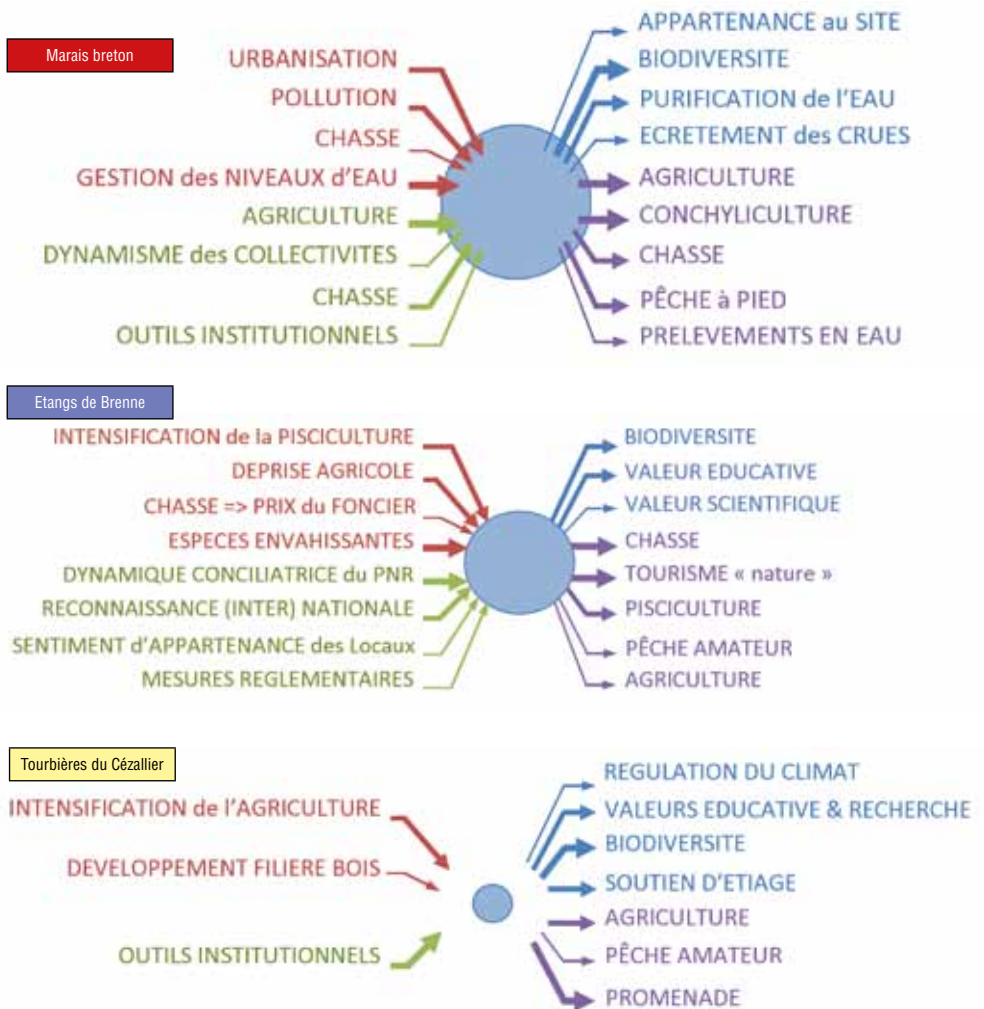 Marais breton
URBANISATION
POLLUTION
CHASSE
GESTION des NIVEAUX d'EAU
AGRICULTURE
DYNAMISME des COLLECTIVITES
CHASSE
OUTILS INSTITUTIONNELS
APPARTENANCE au SITE
BIODIVERSITE
PURIFICATION de l'EAU
ECRETEMENT des CRUES
AGRICULTURE
CONCHYLICULTURE
CHASSE
PÊCHE à PIED
PRELEVEMENTS EN EAU
Etangs de Brenne
INTENSIFICATION de la PISCICULTURE
DEPRISE AGRICOLE
CHASSE => PRIX du FONCIER
ESPECES ENVAHISSANTES
DYNAMIQUE CONCILIATRICE du PNR
RECONNAISSANCE (INTER) NATIONALE
SENTIMENT d'APPARTENANCE des Locaux
MESURES REGLEMENTAIRES
BIODIVERSITE
VALEUR EDUCATIVE
VALEUR SCIENTIFIQUE
CHASSE
TOURISME « nature »
PISCICULTURE
PÊCHE AMATEUR
AGRICULTURE
Tourbières du Cézallier
INTENSIFICATION de l'AGRICULTURE
DEVELOPPEMENT FILIERE BOIS
OUTILS INSTITUTIONNELS
REGULATION DU CLIMAT
VALEURS EDUCATIVE & RECHERCHE
BIODIVERSITE
SOUTIEN D'ETIAGE
AGRICULTURE
PÊCHE AMATEUR
PROMENADE